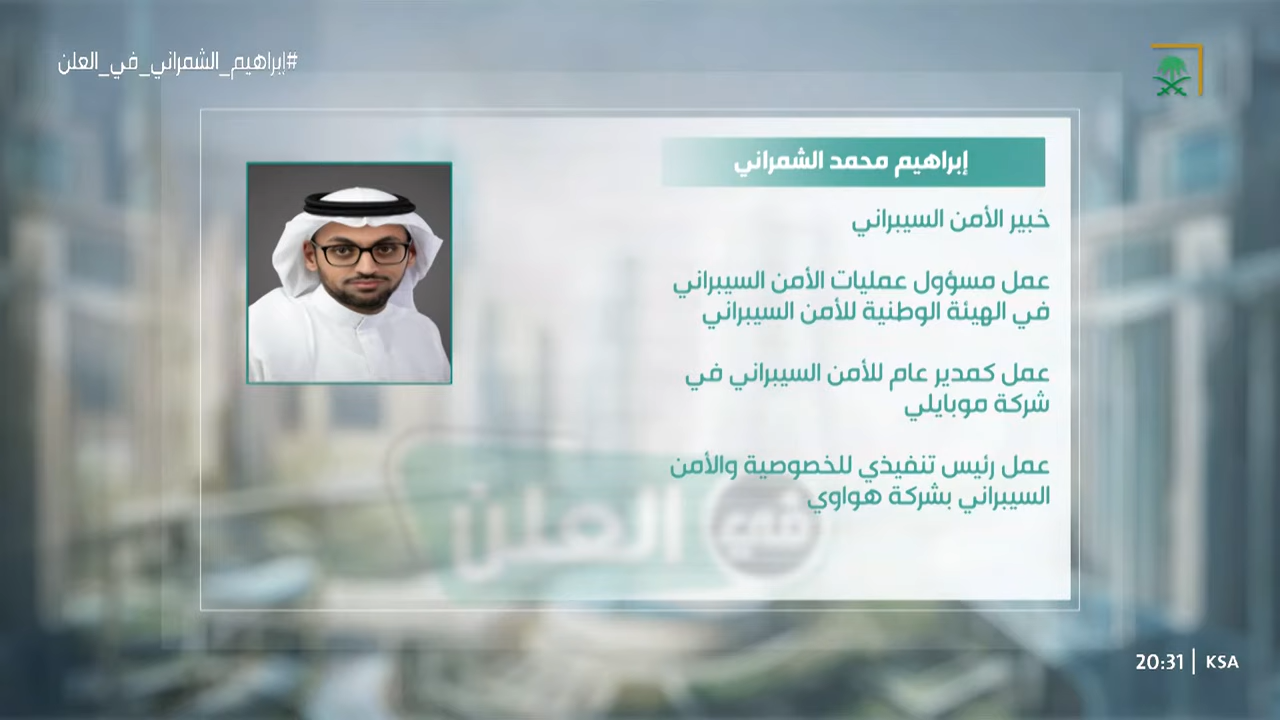 #إبراهيم_الشمراني_في_العلن
إبراهيم محمد الشمراني
خبير الأمن السيبراني
عمل مسؤول عمليات الأمن السيبراني
في الهيئة الوطنية للأمن السيبراني
عمل كمدير عام للأمن السيبراني في
شركة موبايلي
عمل رئيس تنفيذي للخصوصية والأمن
السيبراني بشركة هواوي
في العلن
20:31 | KSA